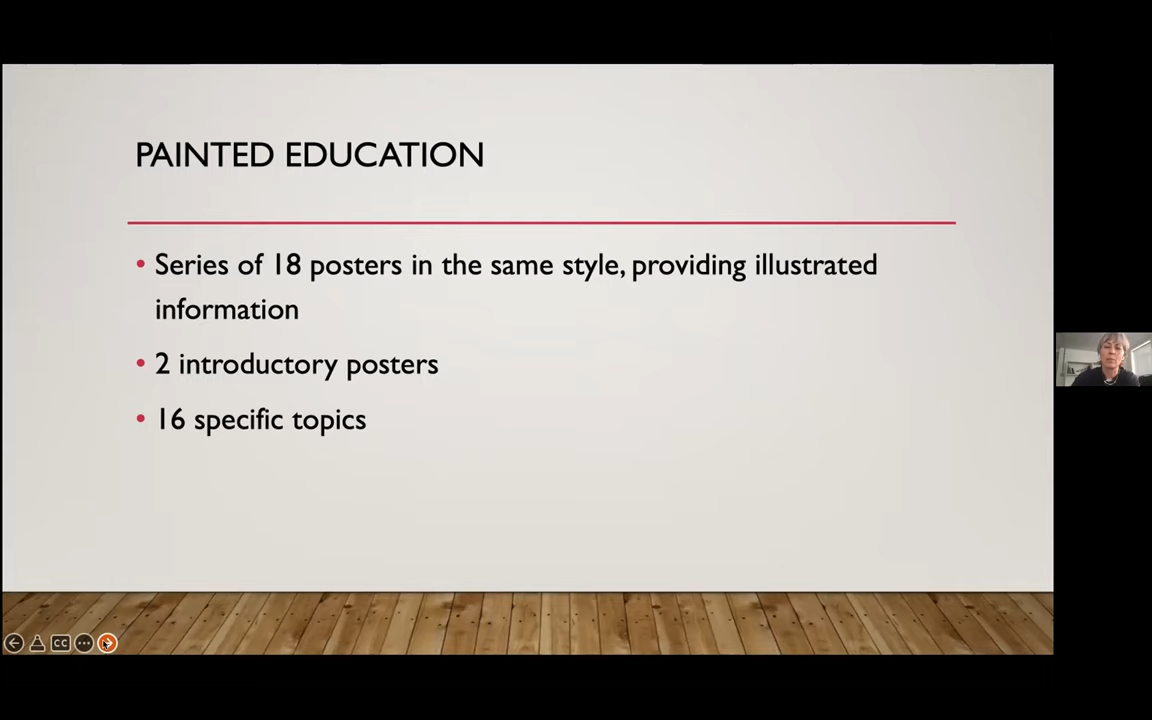 PAINTED EDUCATION
• Series of 18 posters in the same style, providing illustrated
information
• 2 introductory posters
• 16 specific topics
CC